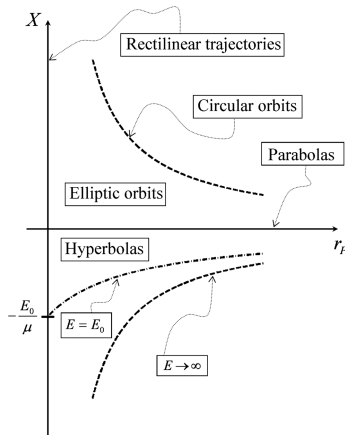 X
Rectilinear trajectories
Circular orbits
Parabolas
Elliptic orbits
r_P
Hyperbolas
-E_0/μ
E = E_0
E→∞